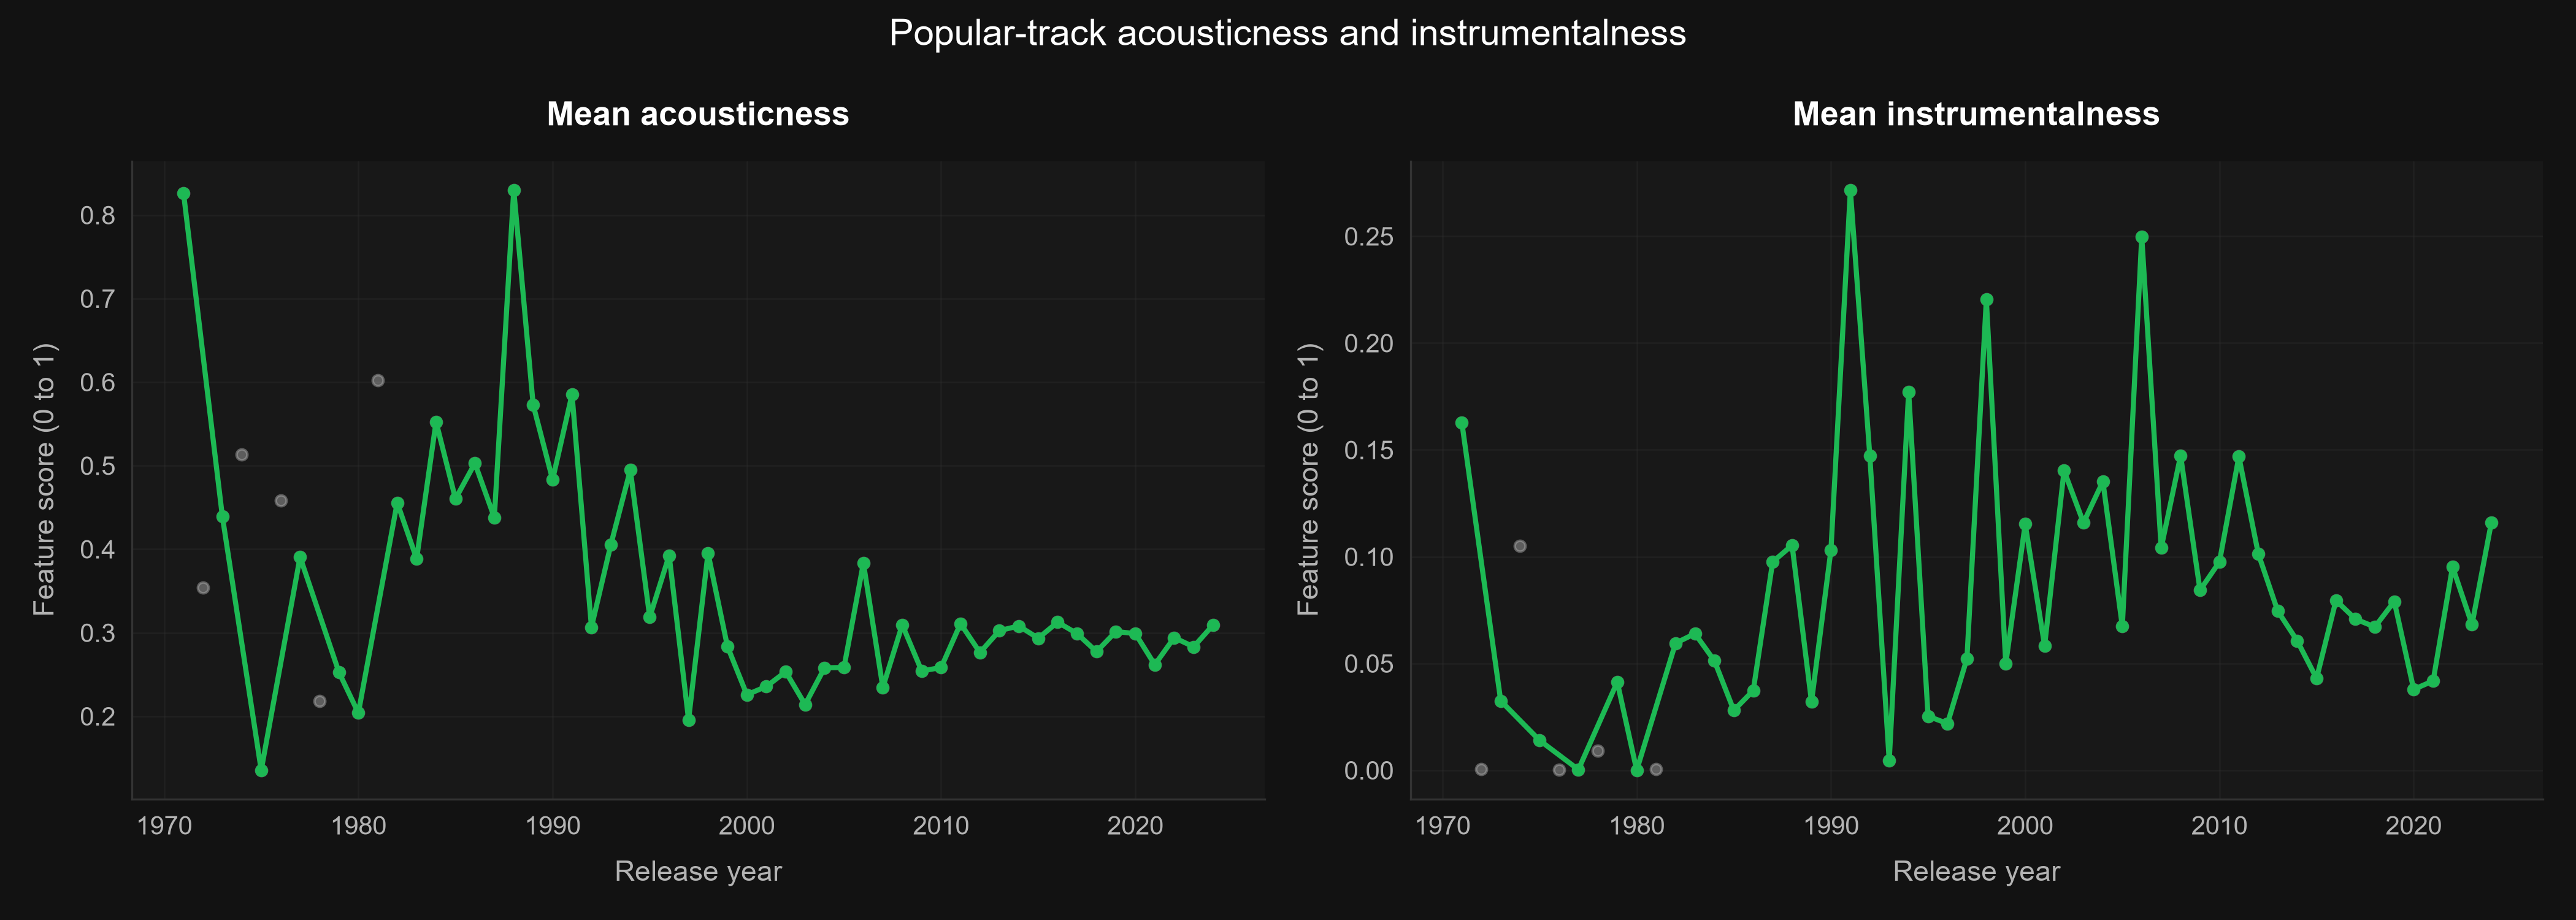 Popular-track acousticness and instrumentalness
Mean acousticness
Feature score (0 to 1)
0.8
0.7
0.6
0.5
0.4
0.3
0.2
1970 1980 1990 2000 2010 2020
Release year
Mean instrumentalness
Feature score (0 to 1)
0.25
0.20
0.15
0.10
0.05
0.00
1970 1980 1990 2000 2010 2020
Release year